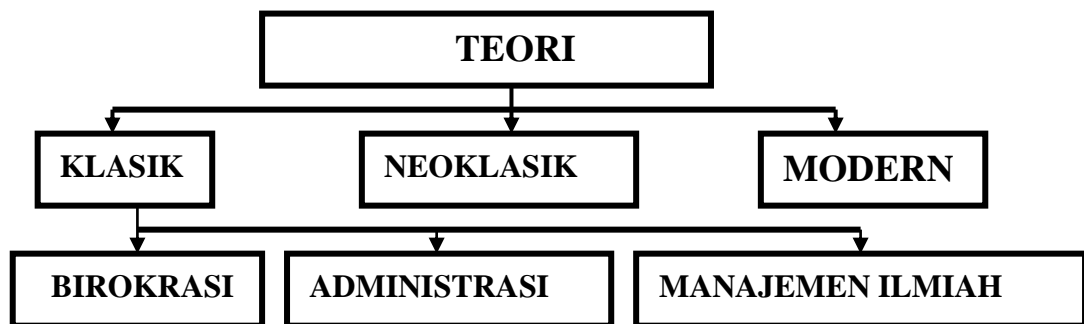 TEORI
KLASIK
NEOKLASIK
MODERN
BIROKRASI
ADMINISTRASI
MANAJEMEN ILMIAH